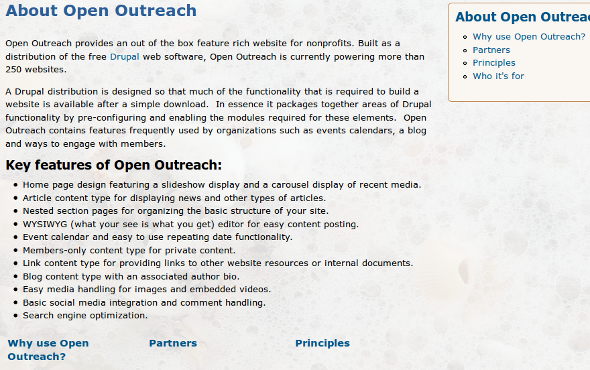 About Open Outreach
Open Outreach provides an out of the box feature rich website for nonprofits. Built as a
distribution of the free Drupal web software, Open Outreach is currently powering more than
250 websites.
A Drupal distribution is designed so that much of the functionality that is required to build a
website is available after a simple download.  In essence it packages together areas of Drupal
functionality by pre-configuring and enabling the modules required for these elements.  Open
Outreach contains features frequently used by organizations such as events calendars, a blog
and ways to engage with members.
Key features of Open Outreach:
• Home page design featuring a slideshow display and a carousel display of recent media.
• Article content type for displaying news and other types of articles.
• Nested section pages for organizing the basic structure of your site.
• WYSIWYG (what your see is what you get) editor for easy content posting.
• Event calendar and easy to use repeating date functionality.
• Members-only content type for private content.
• Link content type for providing links to other website resources or internal documents.
• Blog content type with an associated author bio.
• Easy media handling for images and embedded videos.
• Basic social media integration and comment handling.
• Search engine optimization.
Why use Open
Outreach?
Partners
Principles
About Open Outrea
Why use Open Outreach?
Partners
Principles
Who it's for